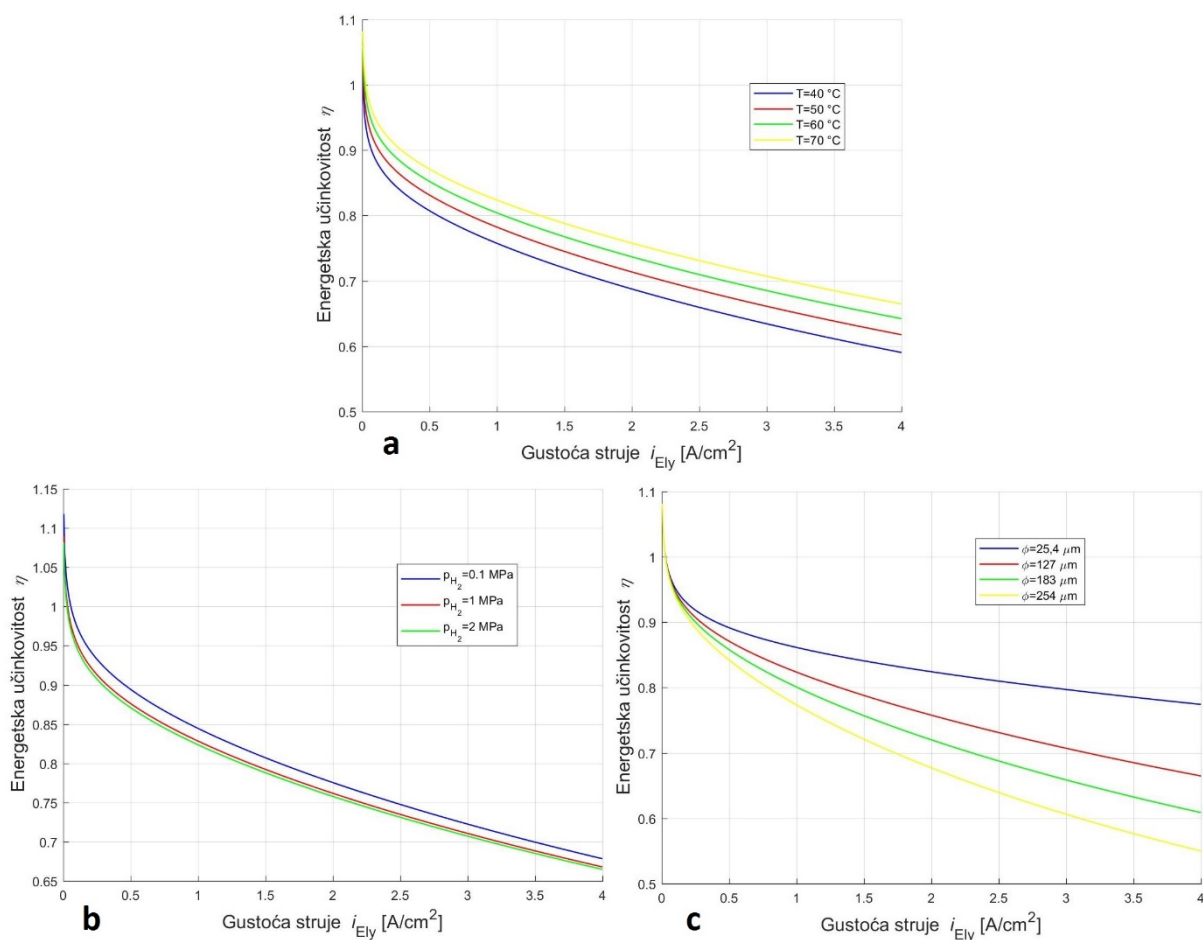 1.1
1
0.9
0.8
0.7
0.6
0.5
Energetska učinkovitost η
T=40 °C
T=50 °C
T=60 °C
T=70 °C
0 0.5 1 1.5 2 2.5 3 3.5 4
Gustoća struje i_Ely [A/cm²]
a
1.15
1.1
1.05
1
0.95
0.9
0.85
0.8
0.75
0.7
0.65
Energetska učinkovitost η
p_H₂=0.1 MPa
p_H₂=1 MPa
p_H₂=2 MPa
0 0.5 1 1.5 2 2.5 3 3.5 4
Gustoća struje i_Ely [A/cm²]
b
1.1
1
0.9
0.8
0.7
0.6
0.5
Energetska učinkovitost η
ϕ=25,4 μm
ϕ=127 μm
ϕ=183 μm
ϕ=254 μm
0 0.5 1 1.5 2 2.5 3 3.5 4
Gustoća struje i_Ely [A/cm²]
c